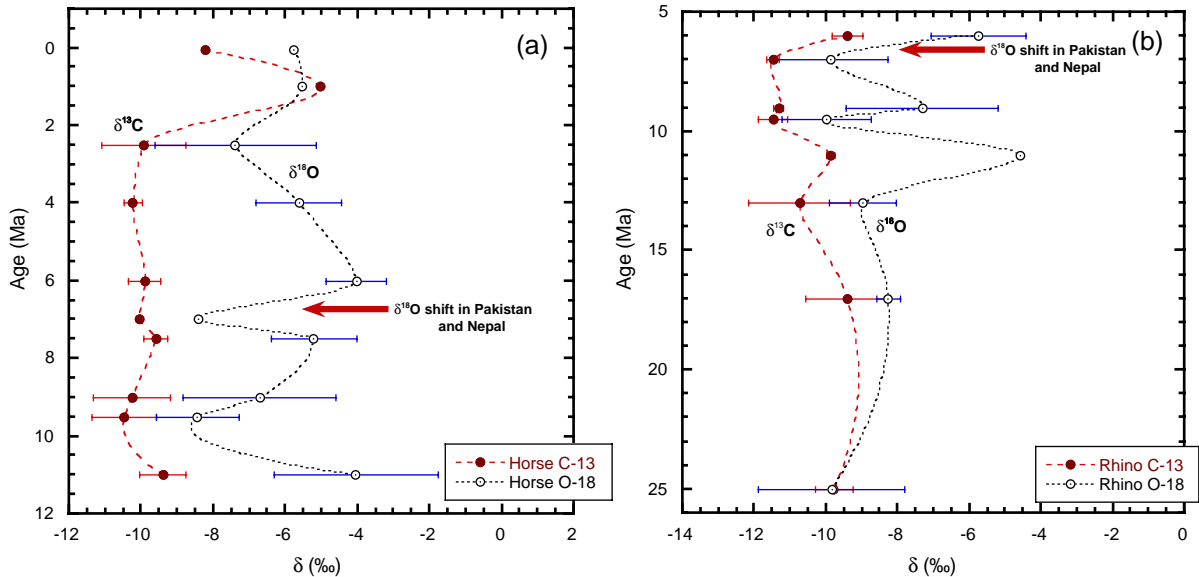 (a)
0
2
4
6
8
10
12
Age (Ma)
δ¹³C
δ¹⁸O
δ¹⁸O shift in Pakistan
and Nepal
Horse C-13
Horse O-18
-12 -10 -8 -6 -4 -2 0 2
δ (‰)
(b)
5
10
15
20
25
Age (Ma)
δ¹⁸O shift in Pakistan
and Nepal
δ¹³C
δ¹⁸O
Rhino C-13
Rhino O-18
-14 -12 -10 -8 -6 -4 -2 0
δ (‰)